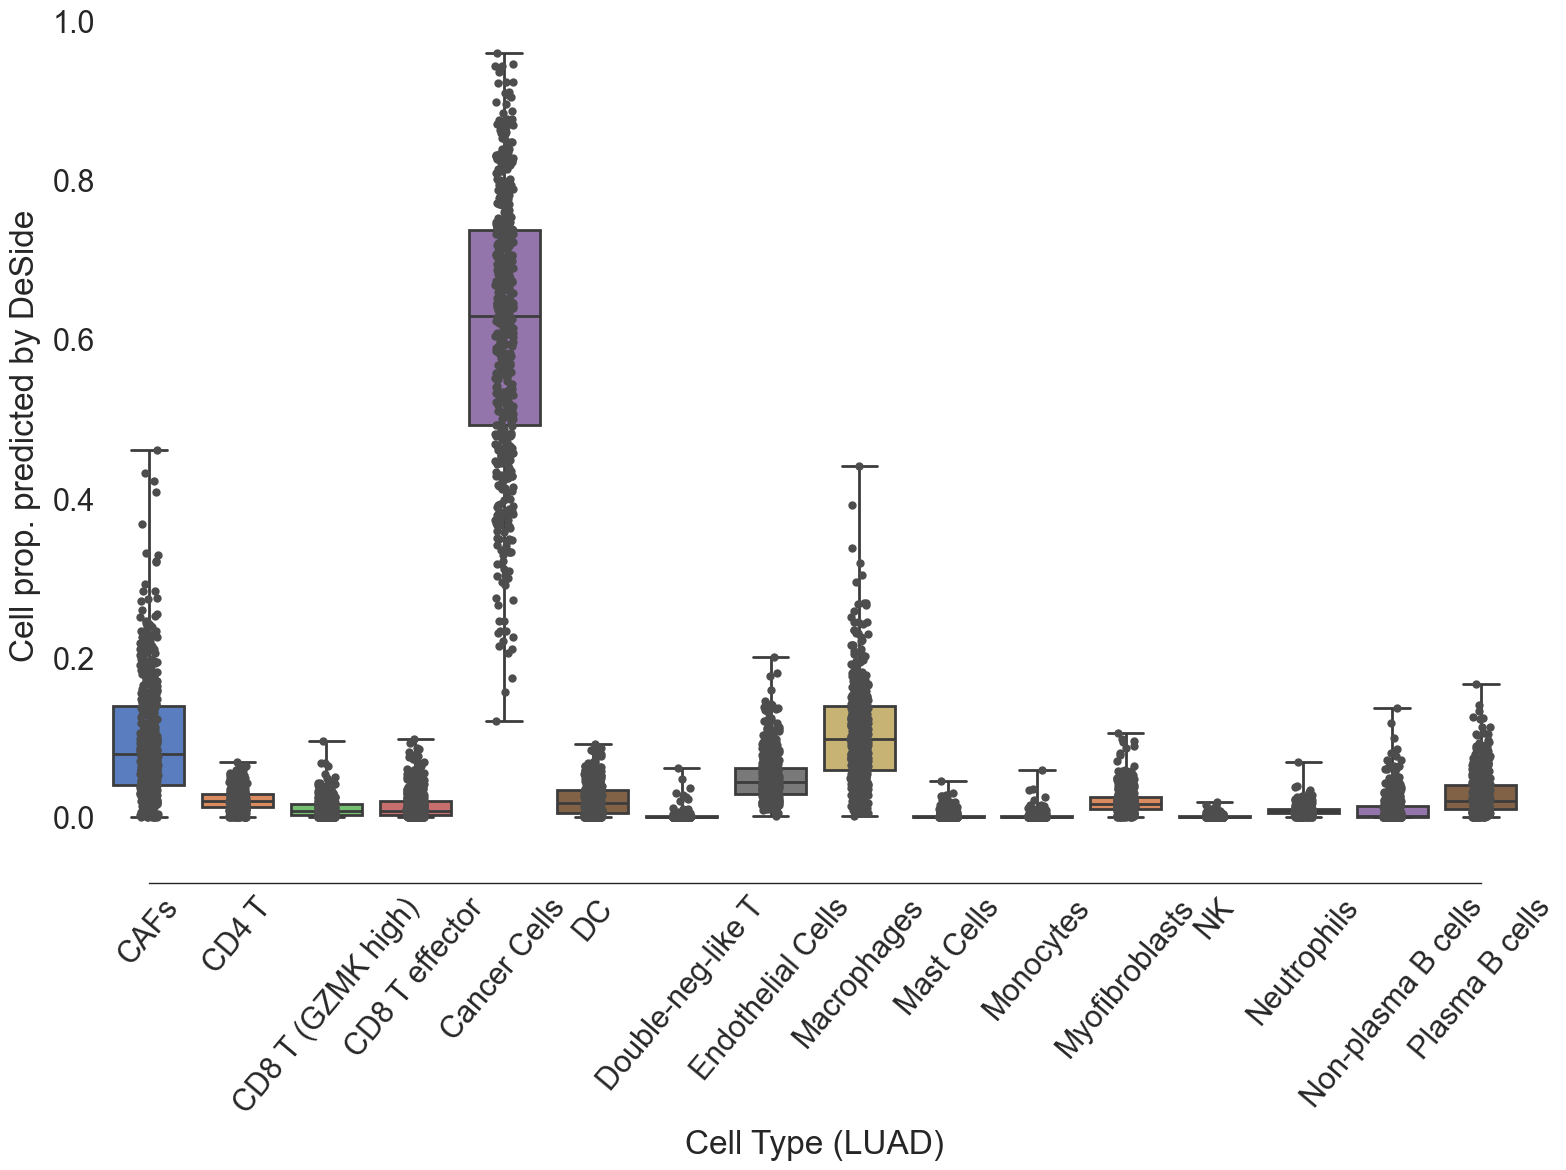 Cell prop. predicted by DeSide
1.0
0.8
0.6
0.4
0.2
0.0
CAFs
CD4 T
CD8 T (GZMK high)
CD8 T effector
Cancer Cells
DC
Double-neg-like T
Endothelial Cells
Macrophages
Mast Cells
Monocytes
Myofibroblasts
NK
Neutrophils
Non-plasma B cells
Plasma B cells
Cell Type (LUAD)